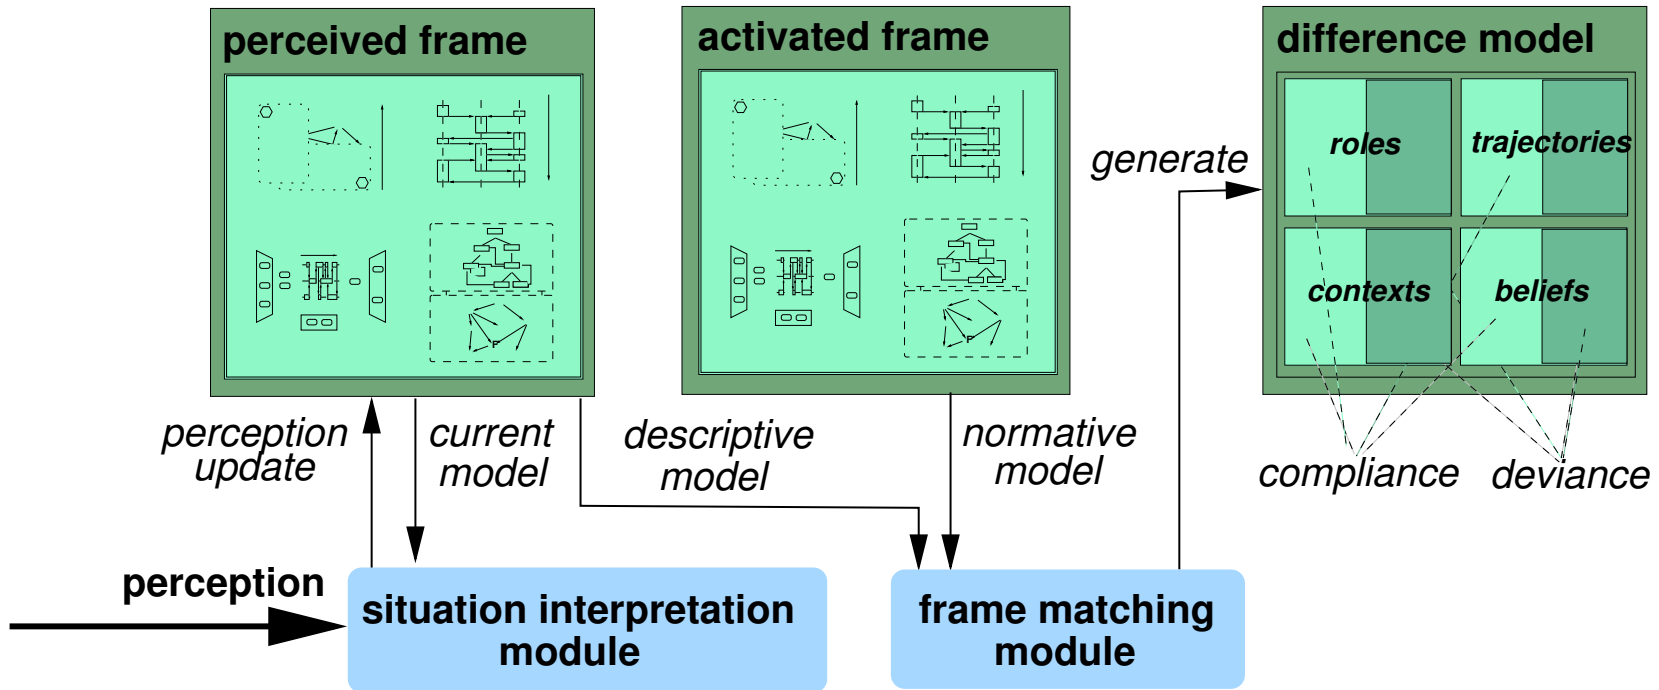 perceived frame
activated frame
difference model
roles
trajectories
generate
contexts
beliefs
perception
update
current
model
descriptive
model
normative
model
compliance
deviance
perception
situation interpretation
module
frame matching
module